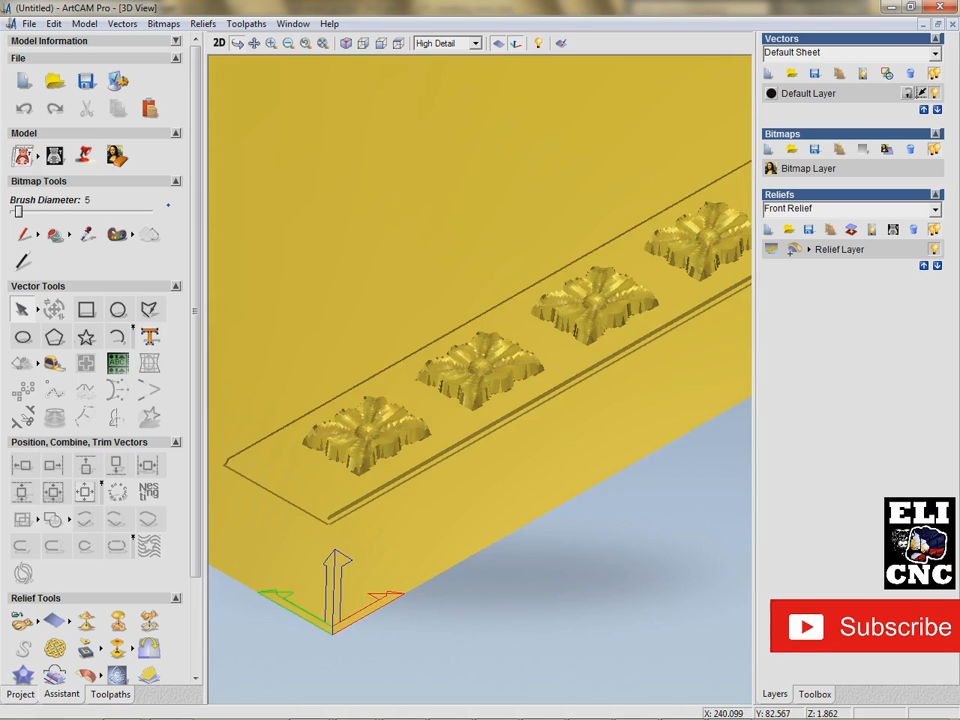 (Untitled) - ArtCAM Pro - [3D View]
File Edit Model Vectors Bitmaps Reliefs Toolpaths Window Help
Model Information
File
Model
Bitmap Tools
Brush Diameter: 5
Vector Tools
Position, Combine, Trim Vectors
Nes
ting
Relief Tools
Project Assistant Toolpaths
2D High Detail
Vectors
Default Sheet
Default Layer
Bitmaps
Bitmap Layer
Reliefs
Front Relief
Relief Layer
ELI
CNC
Subscribe
Layers Toolbox
X: 240.099 Y: 82.567 Z: 1.862